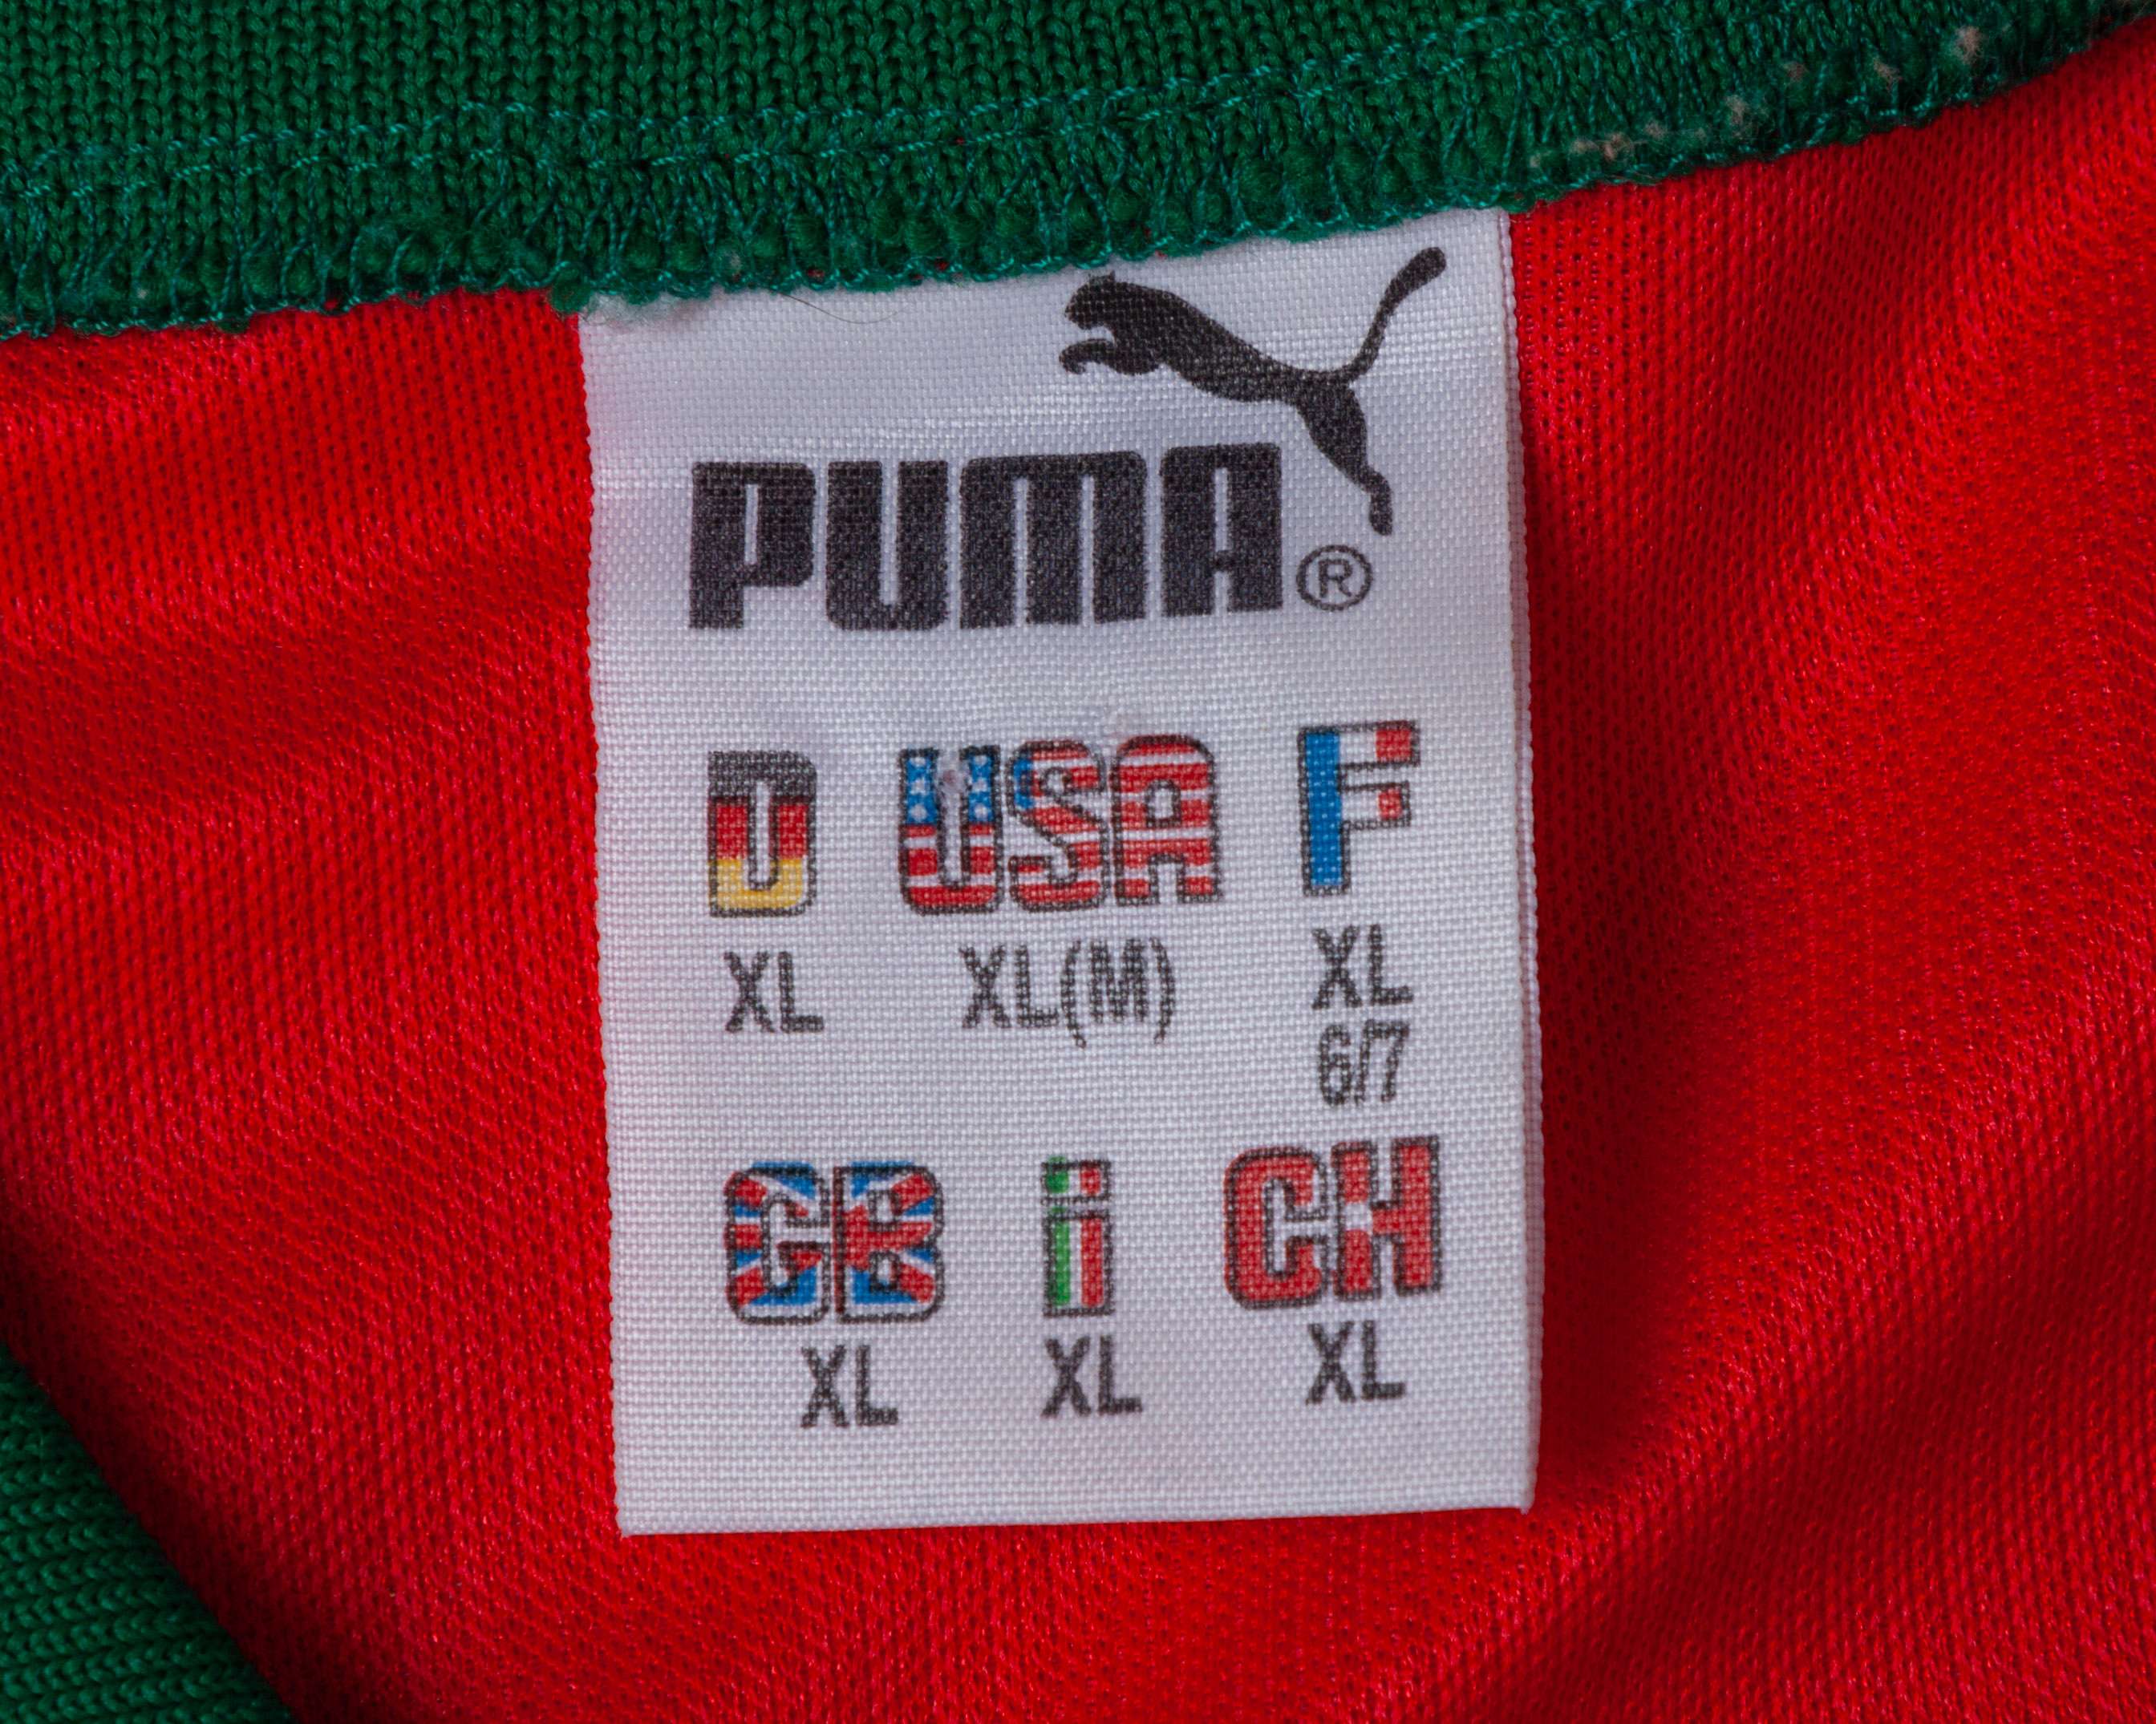 PUMA®
D USA F
XL XL(M) XL
6/7
GB i CH
XL XL XL